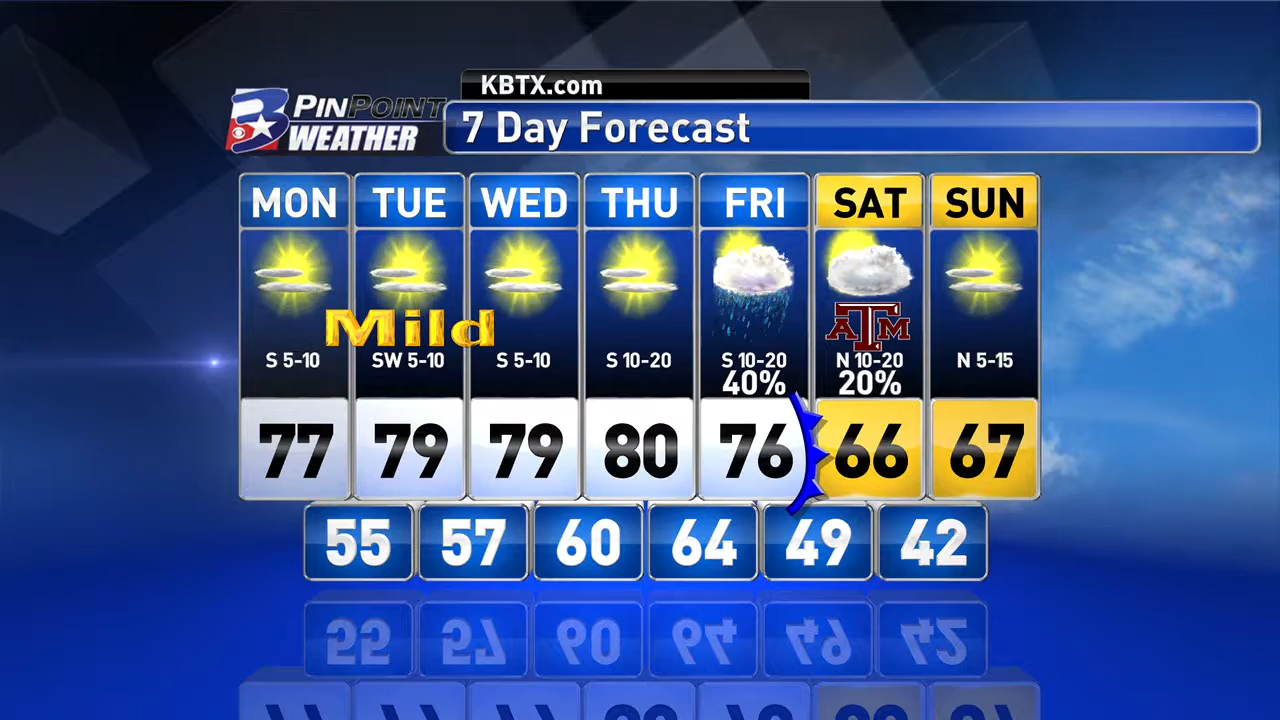 KBTX.com
3 PINPOINT
WEATHER
7 Day Forecast
MON TUE WED THU FRI SAT SUN
Mild
ATM
S 5-10 SW 5-10 S 5-10 S 10-20 S 10-20 N 10-20 N 5-15
40% 20%
77 79 79 80 76 66 67
55 57 60 64 49 42